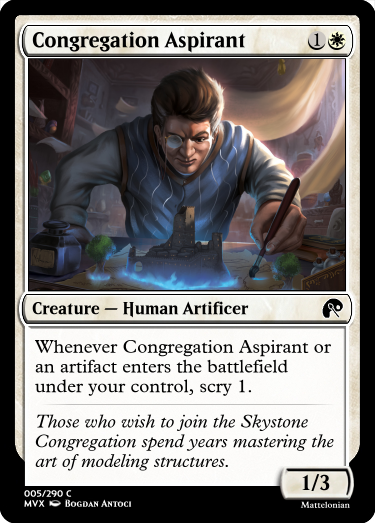 Congregation Aspirant 1
Creature — Human Artificer
Whenever Congregation Aspirant or
an artifact enters the battlefield
under your control, scry 1.
Those who wish to join the Skystone
Congregation spend years mastering the
art of modeling structures.
1/3
005/290 C
MVX Bogdan Antoci
Mattelonian